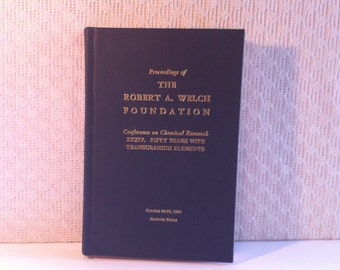 Proceedings of
THE
ROBERT A. WELCH
FOUNDATION
Conference on Chemical Research
XXXIV. FIFTY YEARS WITH
TRANSURANIUM ELEMENTS
Houston, Texas